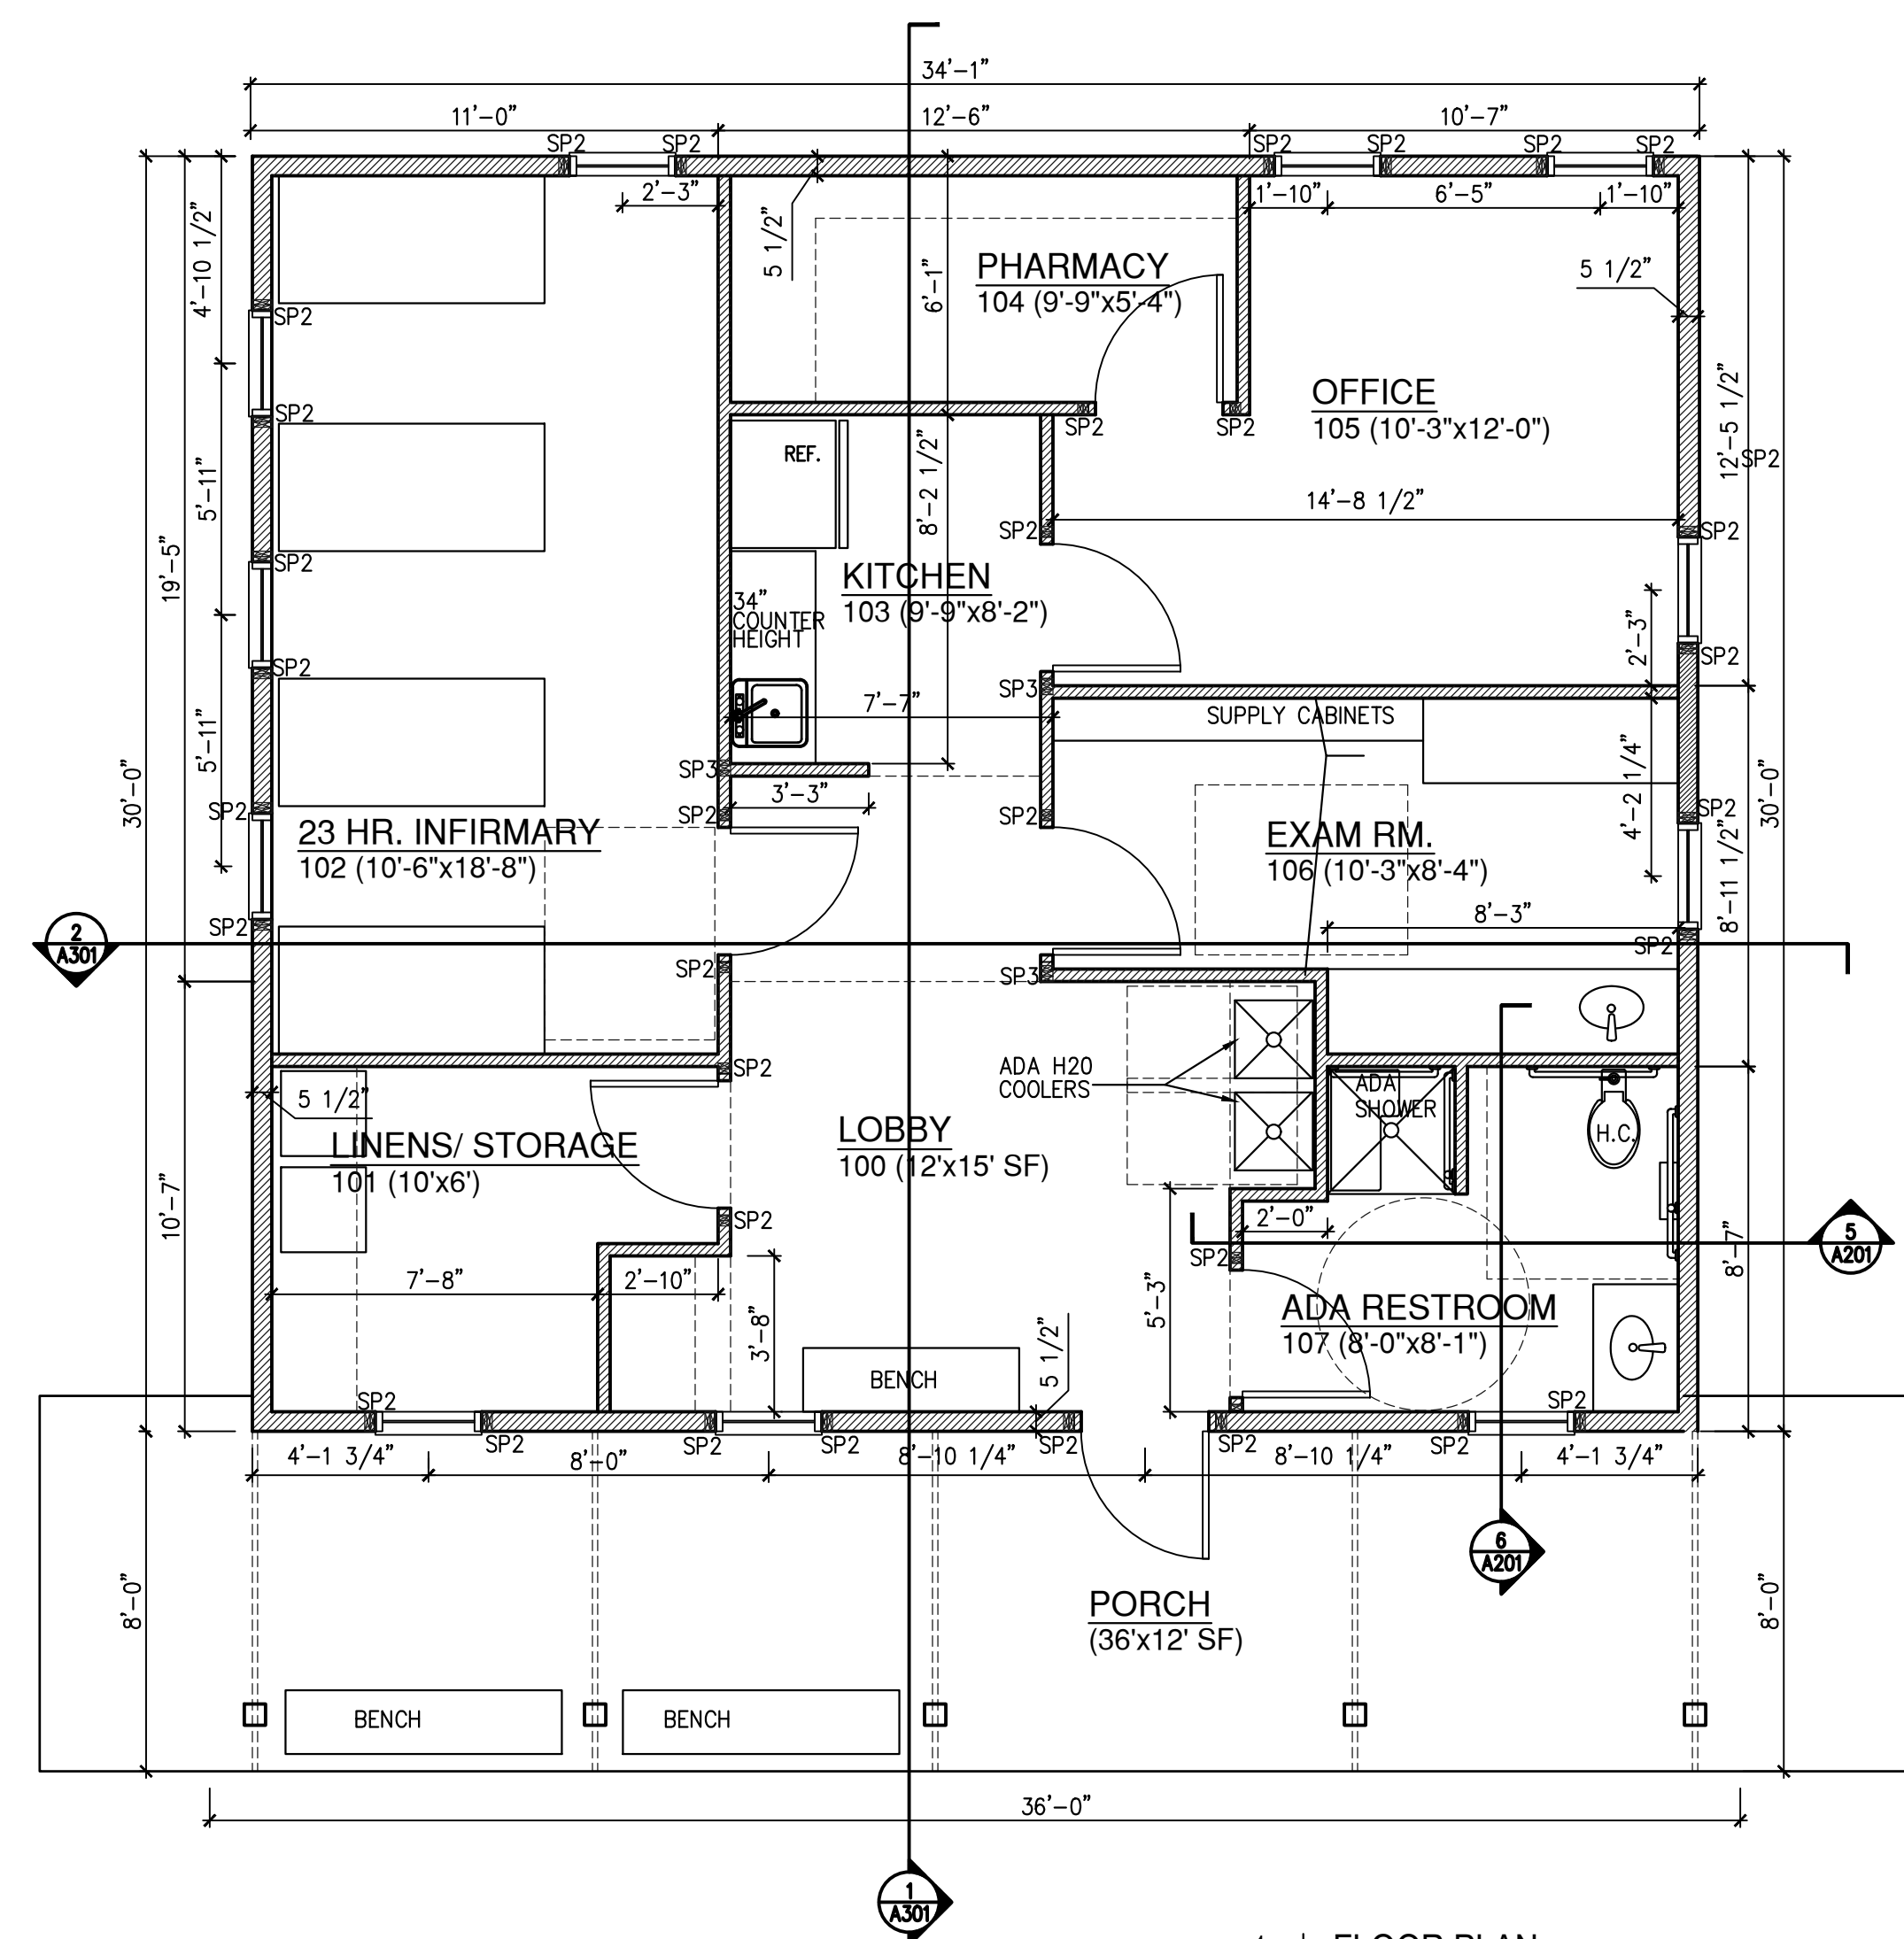 34'-1"
11'-0" 12'-6" 10'-7"
SP2 SP2 SP2 SP2 SP2 SP2
2'-3" 1'-10" 6'-5" 1'-10"
4'-10 1/2"
5 1/2"
6'-1"
PHARMACY
104 (9'-9"x5'-4")
5 1/2"
SP2
OFFICE
105 (10'-3"x12'-0")
SP2
SP2 SP2
12'-5 1/2"
SP2
REF.
8'-2 1/2"
5'-11"
14'-8 1/2"
SP2 SP2
19'-5"
SP2
KITCHEN
103 (9'-9"x8'-2")
34"
COUNTER
HEIGHT
2'-3"
SP2
SP2
SP3
7'-7"
SUPPLY CABINETS
5'-11"
30'-0"
SP3
3'-3"
4'-2 1/4"
30'-0"
SP2 SP2 SP2 SP2
23 HR. INFIRMARY
102 (10'-6"x18'-8")
EXAM RM.
106 (10'-3"x8'-4")
8'-11 1/2"
8'-3"
SP2
2
A301
SP2
SP2
SP3
ADA H20
COOLERS
SP2
5 1/2"
ADA
SHOWER
H.C.
LINENS/ STORAGE
101 (10'x6')
LOBBY
100 (12'x15' SF)
10'-7"
SP2
2'-0"
5
A201
8'-7"
SP2
7'-8" 2'-10"
3'-8"
5'-3"
ADA RESTROOM
107 (8'-0"x8'-1")
5 1/2"
BENCH
SP2 SP2
SP2 SP2 SP2 SP2 SP2 SP2
4'-1 3/4" 8'-0" 8'-10 1/4" 8'-10 1/4" 4'-1 3/4"
6
A201
8'-0" 8'-0"
PORCH
(36'x12' SF)
BENCH BENCH
36'-0"
1
A301
FLOOR PLAN